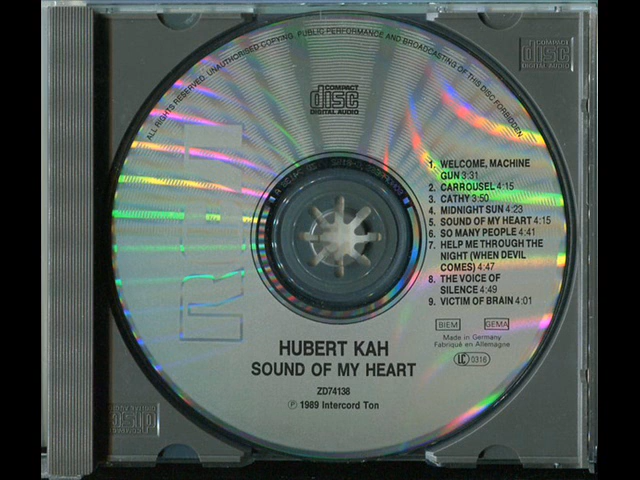 ALL RIGHTS RESERVED. UNAUTHORISED COPYING, PUBLIC PERFORMANCE AND BROADCASTING OF THIS DISC FORBIDDEN.
COMPACT
disc
DIGITAL AUDIO
COMPACT
disc
DIGITAL AUDIO
1. WELCOME, MACHINE
GUN 3:31
2. CARROUSEL 4:15
3. CATHY 3:50
4. MIDNIGHT SUN 4:23
5. SOUND OF MY HEART 4:15
6. SO MANY PEOPLE 4:41
7. HELP ME THROUGH THE
NIGHT (WHEN DEVIL
COMES) 4:47
8. THE VOICE OF
SILENCE 4:49
9. VICTIM OF BRAIN 4:01
BIEM GEMA
Made in Germany
Fabriqué en Allemagne
LC 0316
HUBERT KAH
SOUND OF MY HEART
ZD74138
℗ 1989 Intercord Ton
COMPACT
disc
DIGITAL AUDIO